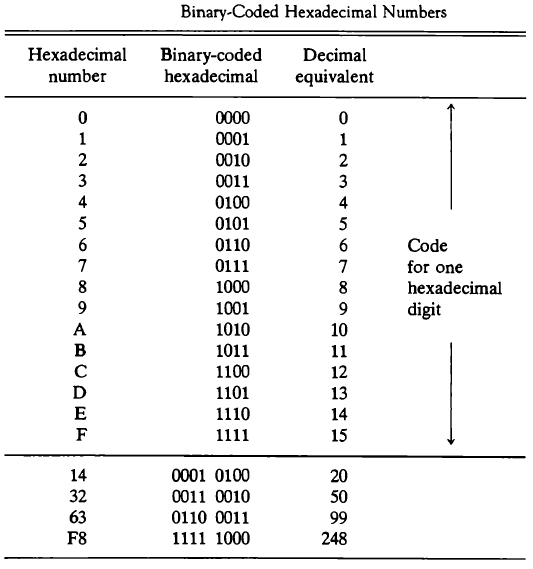 Binary-Coded Hexadecimal Numbers
Hexadecimal Binary-coded Decimal
number hexadecimal equivalent
0 0000 0
1 0001 1
2 0010 2
3 0011 3
4 0100 4
5 0101 5
6 0110 6 Code
7 0111 7 for one
8 1000 8 hexadecimal
9 1001 9 digit
A 1010 10
B 1011 11
C 1100 12
D 1101 13
E 1110 14
F 1111 15
14 0001 0100 20
32 0011 0010 50
63 0110 0011 99
F8 1111 1000 248